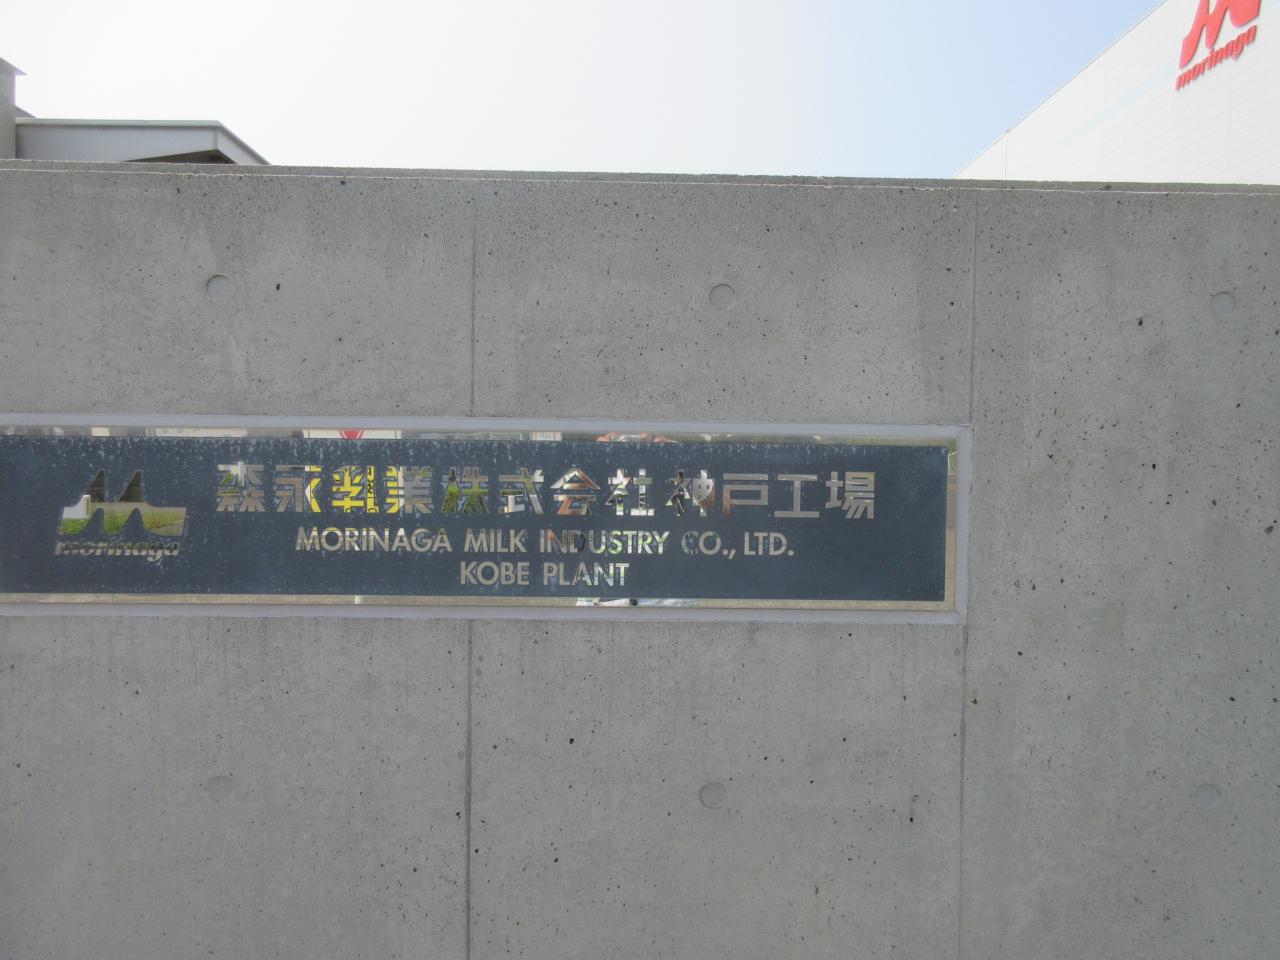 morinaga
morinaga
森永乳業株式会社神戸工場
MORINAGA MILK INDUSTRY CO., LTD.
KOBE PLANT